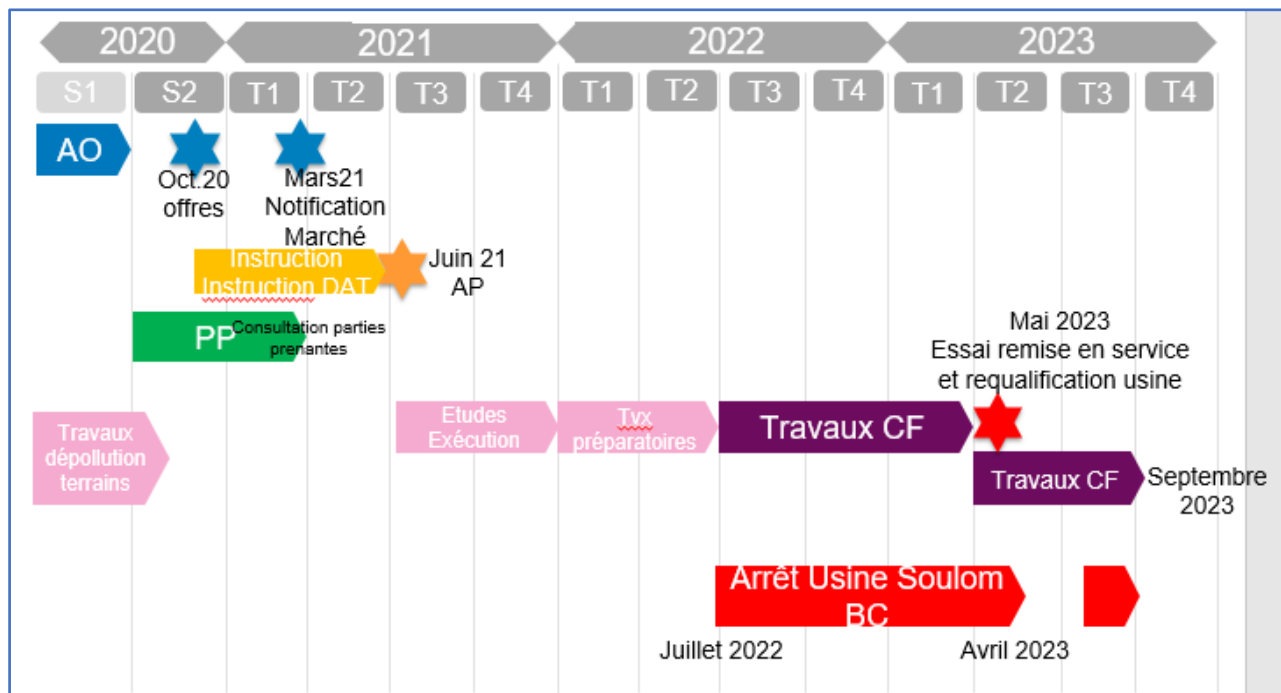 2020
2021
2022
2023
S1
S2
T1
T2
T3
T4
T1
T2
T3
T4
T1
T2
T3
T4
AO
Oct.20
offres
Mars21
Notification
Marché
Instruction
Instruction DAT
Juin 21
AP
PP
Consultation parties
prenantes
Mai 2023
Essai remise en service
et requalification usine
Travaux
dépollution
terrains
Etudes
Exécution
Tvx
préparatoires
Travaux CF
Travaux CF
Septembre
2023
Arrêt Usine Soulom
BC
Juillet 2022
Avril 2023